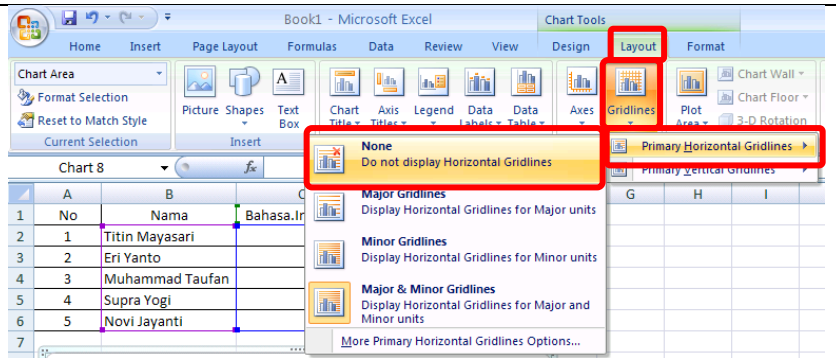 Book1 - Microsoft Excel
Chart Tools
Home Insert Page Layout Formulas Data Review View Design Layout Format
Chart Area
Format Selection
Reset to Match Style
Current Selection
Picture Shapes Text Box
Insert
Chart Title Axis Titles Legend Data Labels Data Table
Axes Gridlines
Plot Area
Chart Wall
Chart Floor
3-D Rotation
Primary Horizontal Gridlines
Primary Vertical Gridlines
None
Do not display Horizontal Gridlines
Major Gridlines
Display Horizontal Gridlines for Major units
Minor Gridlines
Display Horizontal Gridlines for Minor units
Major & Minor Gridlines
Display Horizontal Gridlines for Major and
Minor units
More Primary Horizontal Gridlines Options...
Chart 8 fx
A B C G H I
1 No Nama
2 1 Titin Mayasari
3 2 Eri Yanto
4 3 Muhammad Taufan
5 4 Supra Yogi
6 5 Novi Jayanti
7